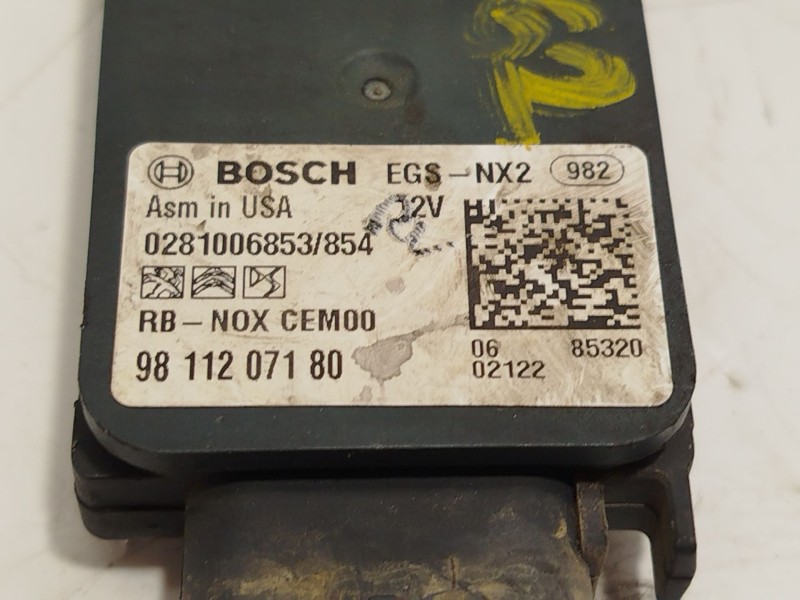 BOSCH EGS-NX2 982
Asm in USA 12V
0281006853/854
RB-NOX CEM00
98 112 071 80
06 85320
02122